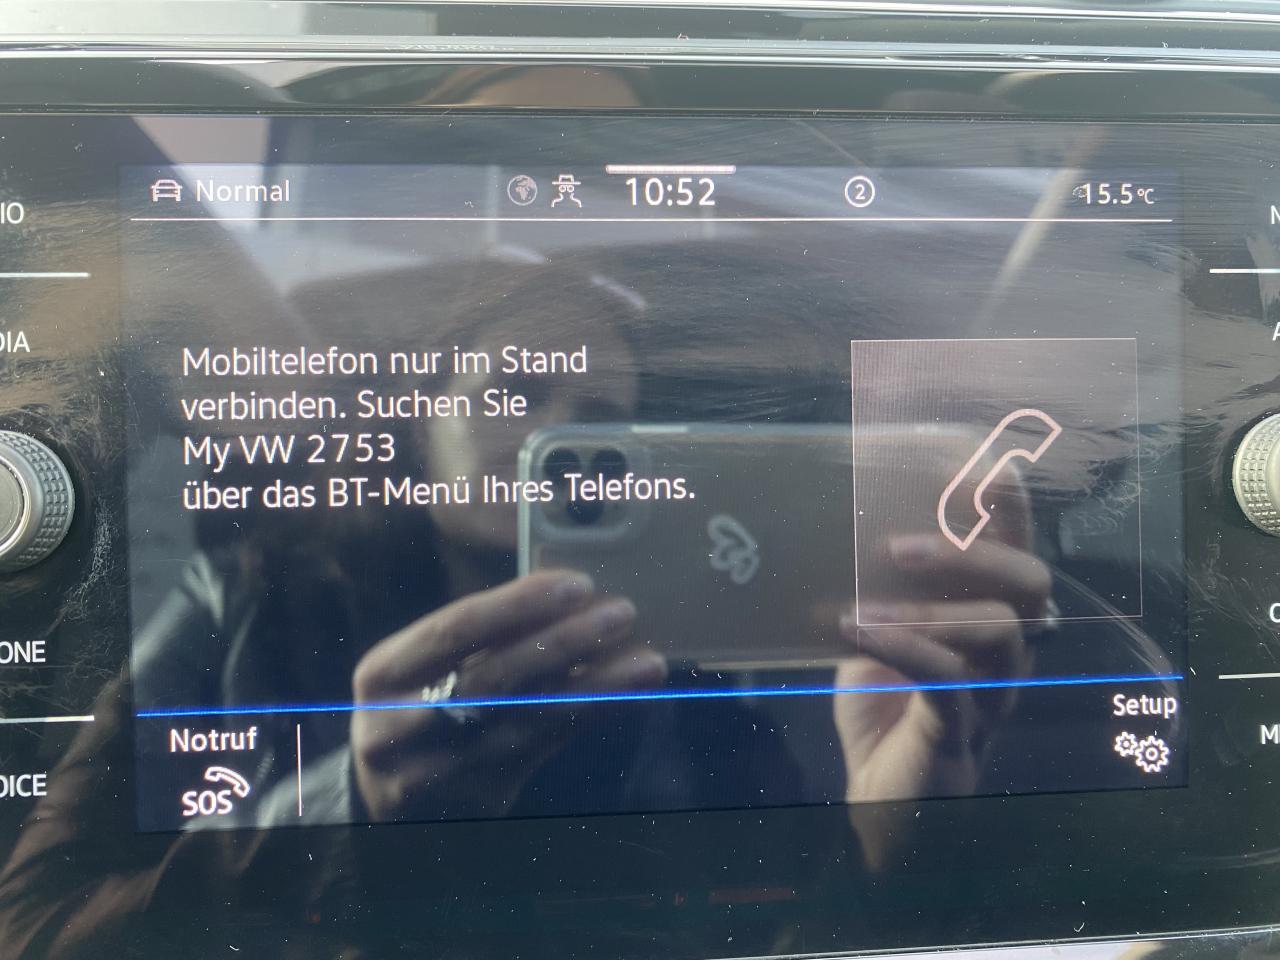 Normal
10:52
2
15.5°C
Mobiltelefon nur im Stand
verbinden. Suchen Sie
My VW 2753
über das BT-Menü Ihres Telefons.
Notruf
SOS
Setup
IO
DIA
ONE
OICE